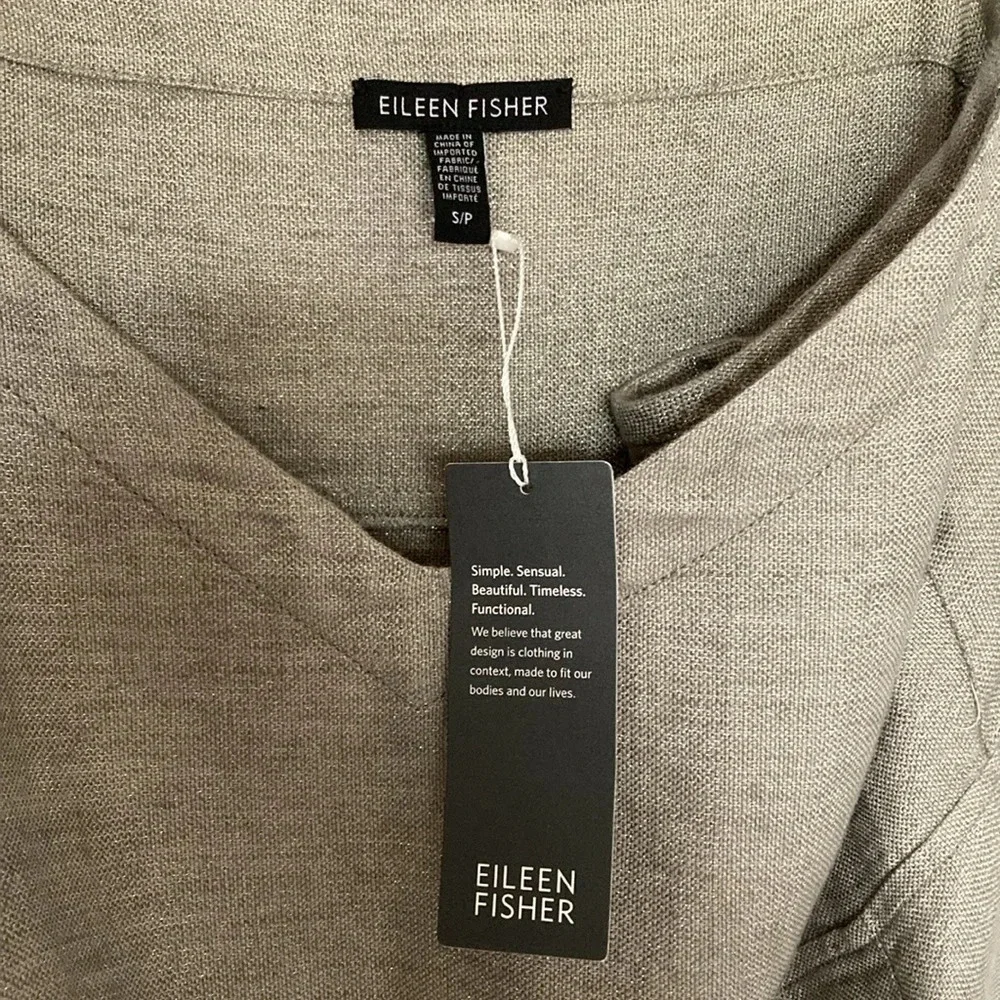 EILEEN FISHER
MADE IN
CHINA OF
IMPORTED
FABRIC/
FABRIQUÉ
EN CHINE
DE TISSUS
IMPORTÉ
S/P
Simple. Sensual.
Beautiful. Timeless.
Functional.
We believe that great
design is clothing in
context, made to fit our
bodies and our lives.
EILEEN
FISHER